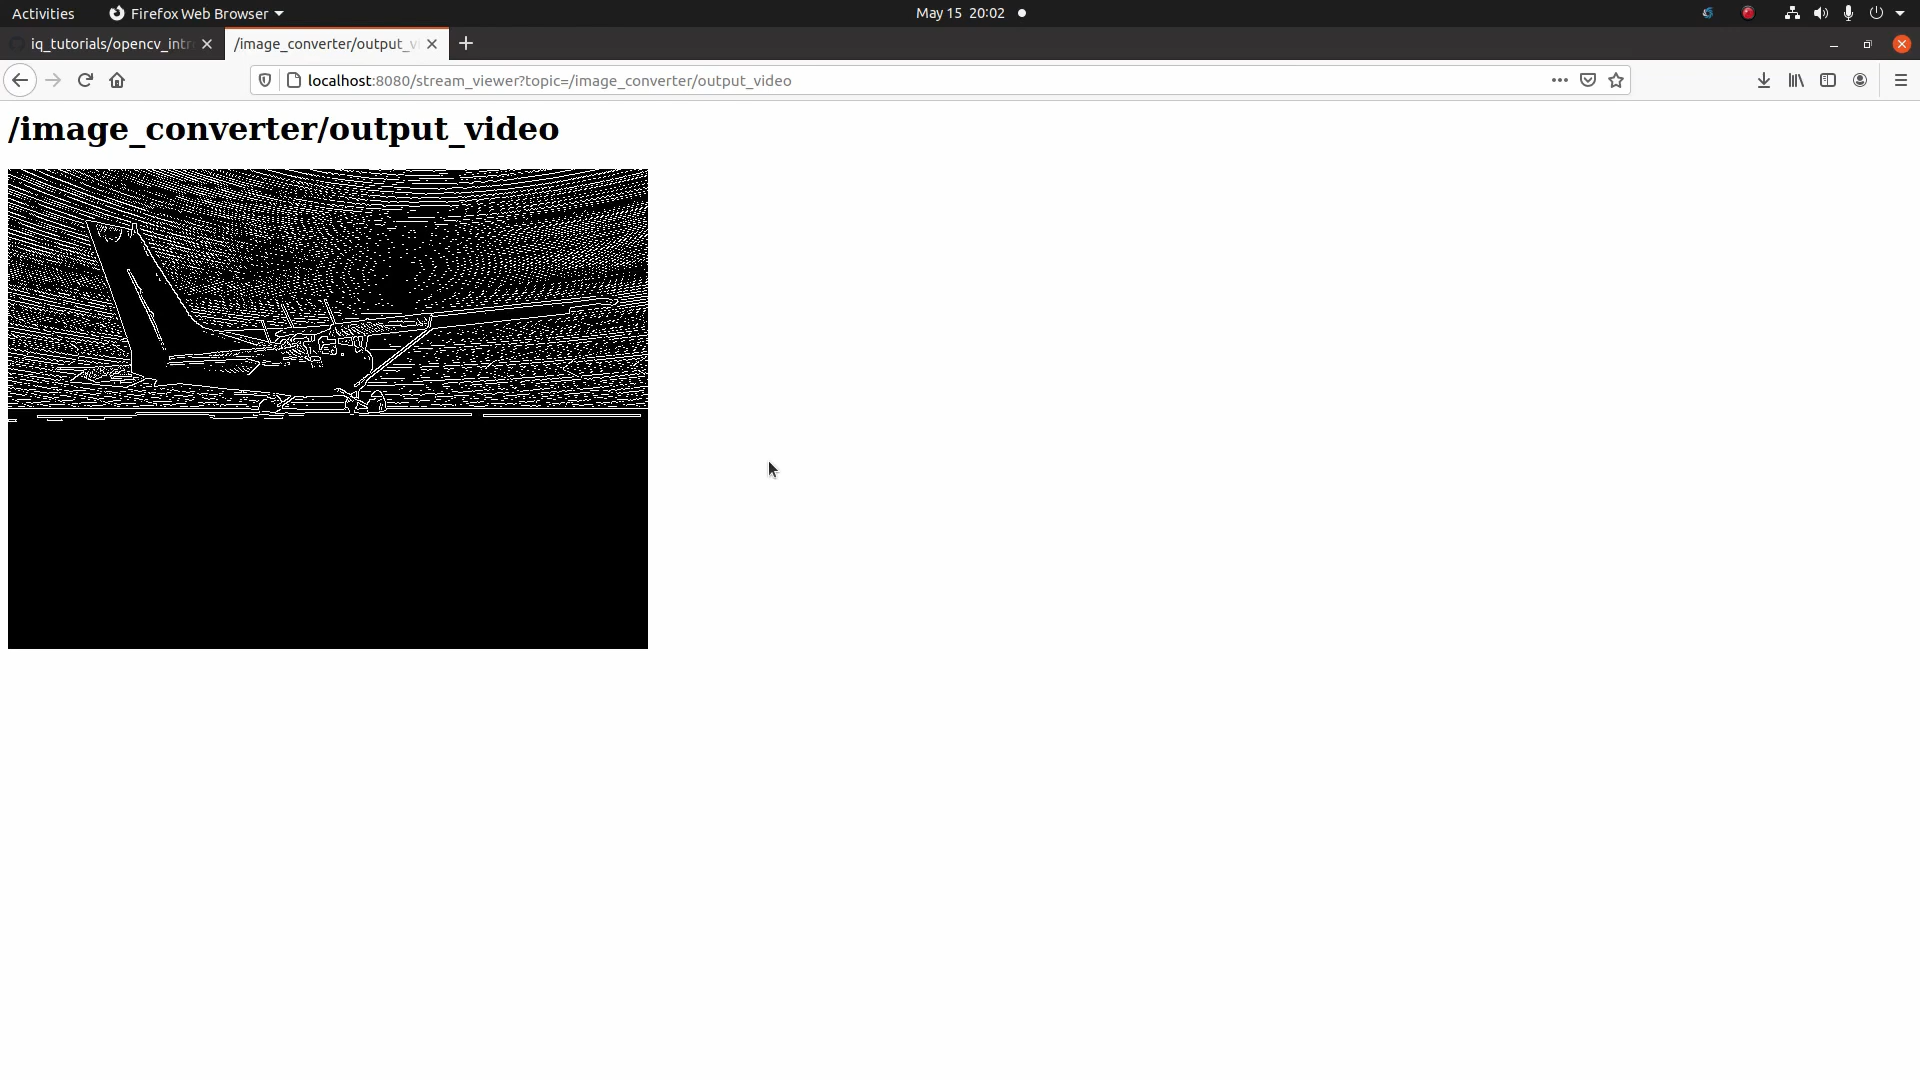 Activities Firefox Web Browser May 15 20:02
iq_tutorials/opencv_intr /image_converter/output_v
localhost:8080/stream_viewer?topic=/image_converter/output_video
/image_converter/output_video